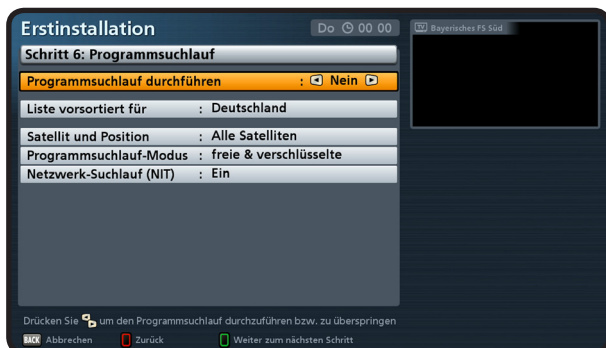 Erstinstallation
Do 00 00
TV Bayerisches FS Süd
Schritt 6: Programmsuchlauf
Programmsuchlauf durchführen : Nein
Liste vorsortiert für : Deutschland
Satellit und Position : Alle Satelliten
Programmsuchlauf-Modus : freie & verschlüsselte
Netzwerk-Suchlauf (NIT) : Ein
Drücken Sie um den Programmsuchlauf durchzuführen bzw. zu überspringen
BACK Abbrechen Zurück Weiter zum nächsten Schritt